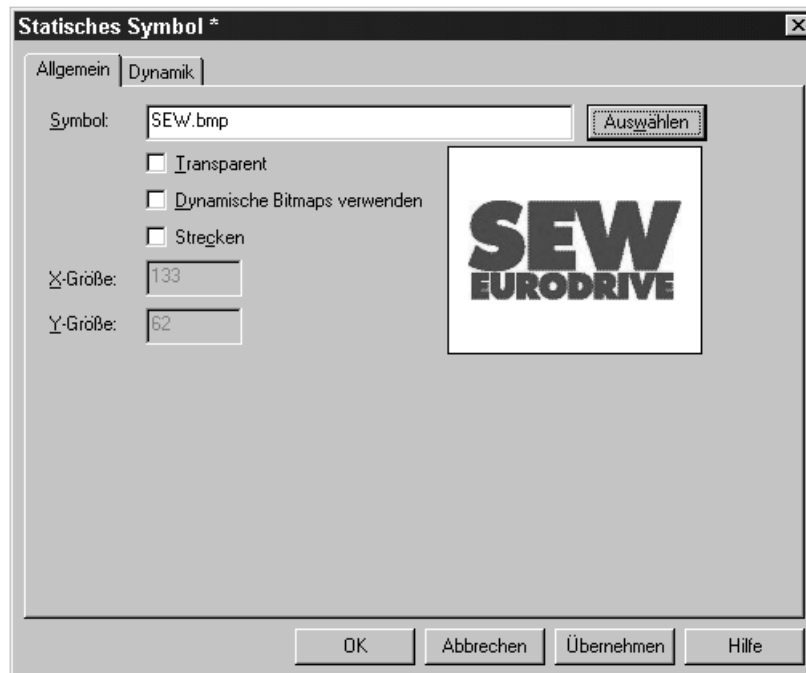 Statisches Symbol *
Allgemein Dynamik
Symbol: SEW.bmp Auswählen
Transparent
Dynamische Bitmaps verwenden
Strecken
SEW
EURODRIVE
X-Größe: 133
Y-Größe: 62
OK Abbrechen Übernehmen Hilfe